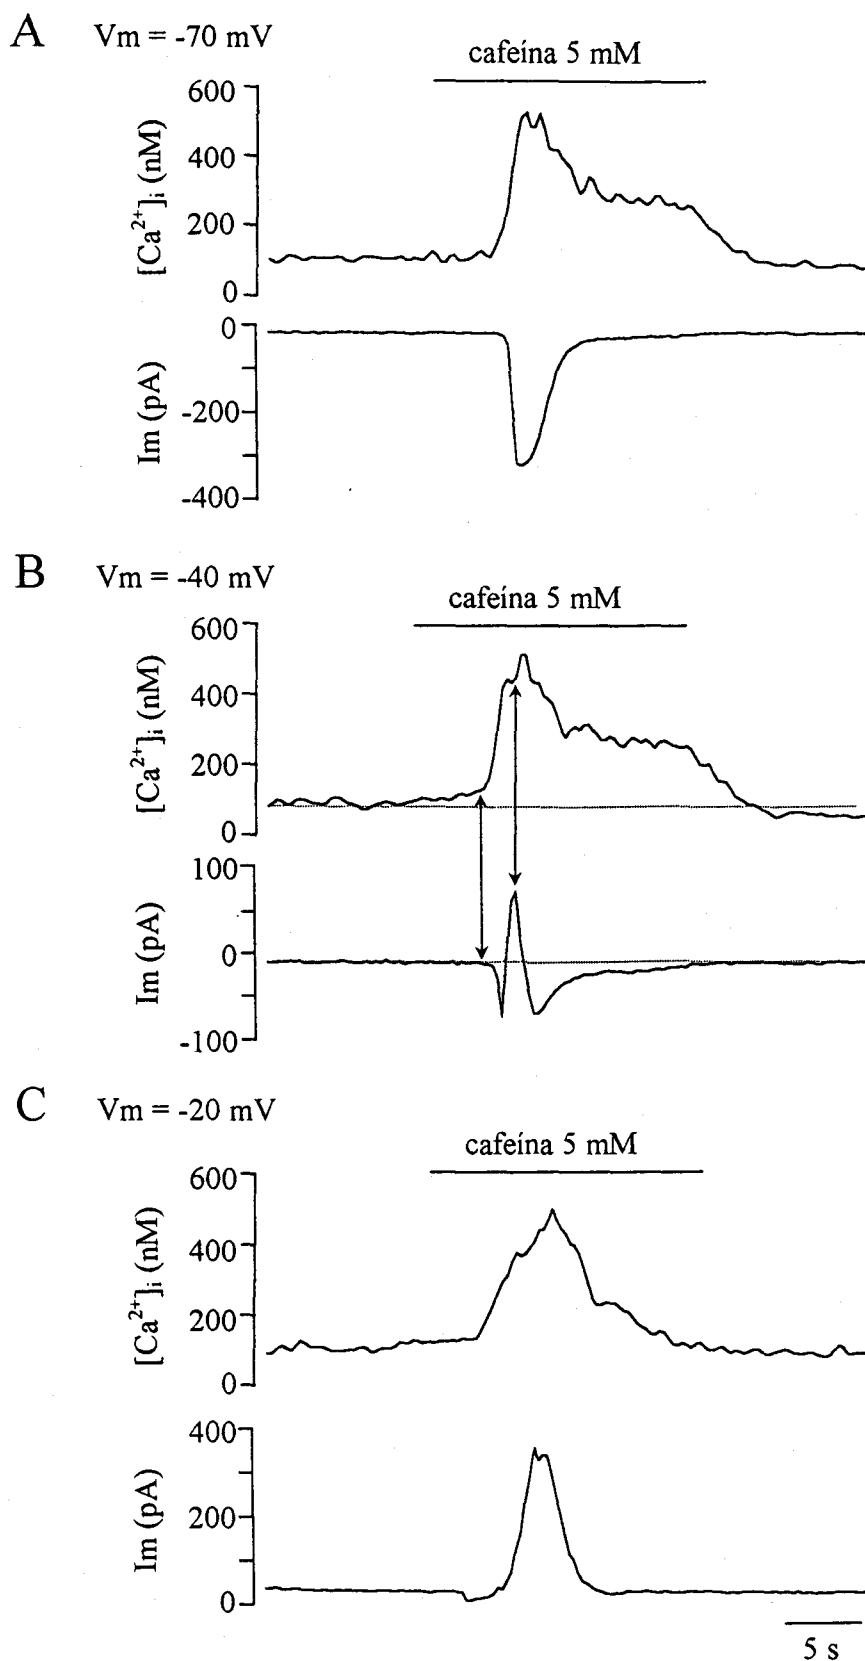 A
Vm = -70 mV
cafeína 5 mM
600
400
200
0
[Ca²⁺]ᵢ (nM)
0
-200
-400
Im (pA)
B
Vm = -40 mV
cafeína 5 mM
600
400
200
0
[Ca²⁺]ᵢ (nM)
100
0
-100
Im (pA)
C
Vm = -20 mV
cafeína 5 mM
600
400
200
0
[Ca²⁺]ᵢ (nM)
400
200
0
Im (pA)
5 s